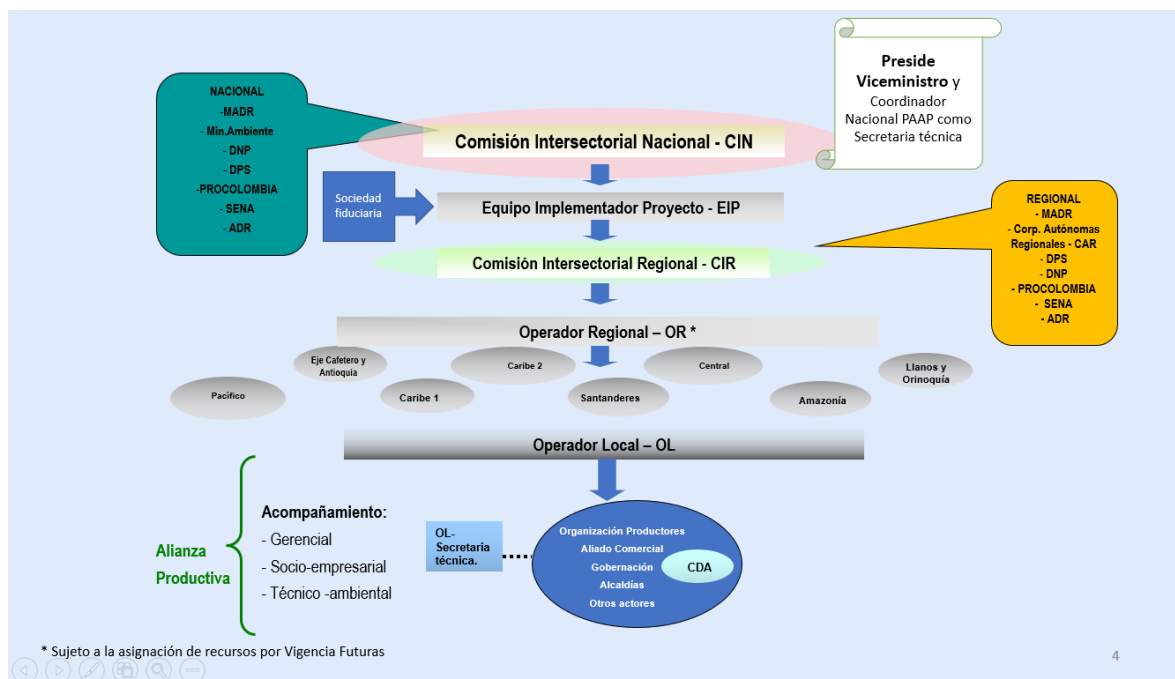 Preside
Viceministro y
Coordinador
Nacional PAAP como
Secretaria técnica
NACIONAL
-MADR
- Min.Ambiente
- DNP
- DPS
-PROCOLOMBIA
- SENA
- ADR
Comisión Intersectorial Nacional - CIN
Sociedad
fiduciaria
Equipo Implementador Proyecto - EIP
Comisión Intersectorial Regional - CIR
REGIONAL
- MADR
- Corp. Autónomas
Regionales - CAR
- DPS
- DNP
- PROCOLOMBIA
- SENA
- ADR
Operador Regional – OR *
Pacifico
Eje Cafetero y
Antioquia
Caribe 1
Caribe 2
Santanderes
Central
Amazonía
Llanos y
Orinoquía
Operador Local – OL
Alianza
Productiva
Acompañamiento:
- Gerencial
- Socio-empresarial
- Técnico -ambiental
OL-
Secretaria
técnica.
Organización Productores
Aliado Comercial
Gobernación
Alcaldías
Otros actores
CDA
* Sujeto a la asignación de recursos por Vigencia Futuras
4